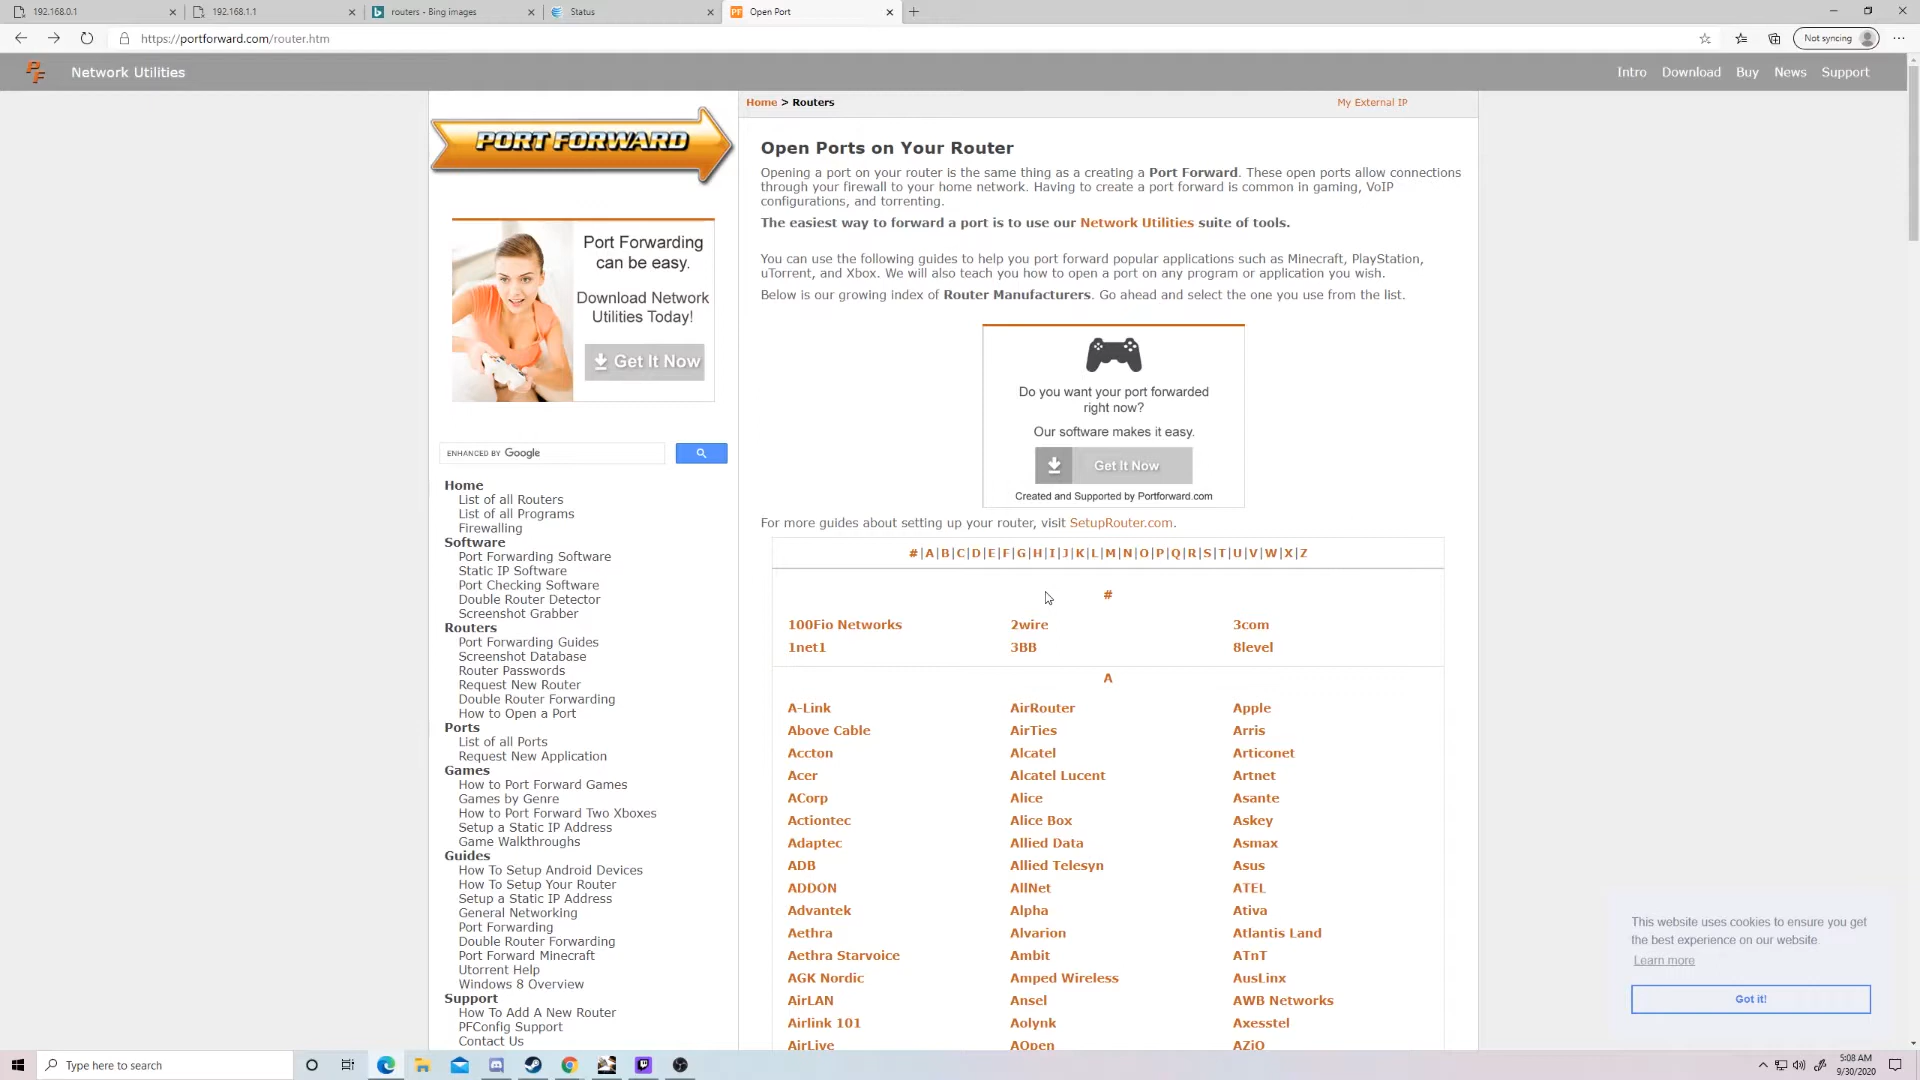 192.168.0.1
192.168.1.1
routers - Bing images
Status
PF
Open Port
https://portforward.com/router.htm
Not syncing
PF
Network Utilities
Intro
Download
Buy
News
Support
PORT FORWARD
Port Forwarding
can be easy.
Download Network
Utilities Today!
Get It Now
ENHANCED BY Google
Home
List of all Routers
List of all Programs
Firewalling
Software
Port Forwarding Software
Static IP Software
Port Checking Software
Double Router Detector
Screenshot Grabber
Routers
Port Forwarding Guides
Screenshot Database
Router Passwords
Request New Router
Double Router Forwarding
How to Open a Port
Ports
List of all Ports
Request New Application
Games
How to Port Forward Games
Games by Genre
How to Port Forward Two Xboxes
Setup a Static IP Address
Game Walkthroughs
Guides
How To Setup Android Devices
How To Setup Your Router
Setup a Static IP Address
General Networking
Port Forwarding
Double Router Forwarding
Port Forward Minecraft
Utorrent Help
Windows 8 Overview
Support
How To Add A New Router
PFConfig Support
Contact Us
Home > Routers
My External IP
Open Ports on Your Router
Opening a port on your router is the same thing as a creating a Port Forward. These open ports allow connections
through your firewall to your home network. Having to create a port forward is common in gaming, VoIP
configurations, and torrenting.
The easiest way to forward a port is to use our Network Utilities suite of tools.
You can use the following guides to help you port forward popular applications such as Minecraft, PlayStation,
uTorrent, and Xbox. We will also teach you how to open a port on any program or application you wish.
Below is our growing index of Router Manufacturers. Go ahead and select the one you use from the list.
Do you want your port forwarded
right now?
Our software makes it easy.
Get It Now
Created and Supported by Portforward.com
For more guides about setting up your router, visit SetupRouter.com.
#|A|B|C|D|E|F|G|H|I|J|K|L|M|N|O|P|Q|R|S|T|U|V|W|X|Z
#
100Fio Networks
2wire
3com
1net1
3BB
8level
A
A-Link
AirRouter
Apple
Above Cable
AirTies
Arris
Accton
Alcatel
Articonet
Acer
Alcatel Lucent
Artnet
ACorp
Alice
Asante
Actiontec
Alice Box
Askey
Adaptec
Allied Data
Asmax
ADB
Allied Telesyn
Asus
ADDON
AllNet
ATEL
Advantek
Alpha
Ativa
Aethra
Alvarion
Atlantis Land
Aethra Starvoice
Ambit
ATnT
AGK Nordic
Amped Wireless
AusLinx
AirLAN
Ansel
AWB Networks
Airlink 101
Aolynk
Axesstel
AirLive
AOpen
AZiO
This website uses cookies to ensure you get
the best experience on our website.
Learn more
Got it!
Type here to search
5:08 AM
9/30/2020